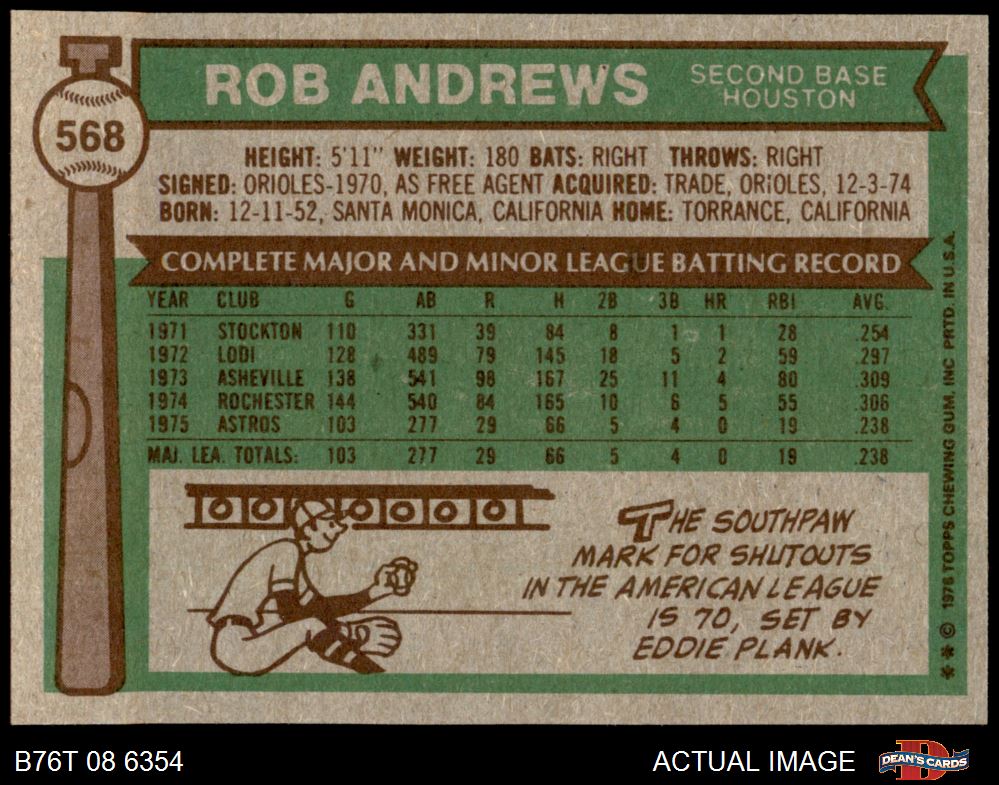 568
ROB ANDREWS
SECOND BASE
HOUSTON
HEIGHT: 5'11" WEIGHT: 180 BATS: RIGHT THROWS: RIGHT
SIGNED: ORIOLES-1970, AS FREE AGENT ACQUIRED: TRADE, ORIOLES, 12-3-74
BORN: 12-11-52, SANTA MONICA, CALIFORNIA HOME: TORRANCE, CALIFORNIA
COMPLETE MAJOR AND MINOR LEAGUE BATTING RECORD
YEAR CLUB G AB R H 2B 3B HR RBI AVG.
1971 STOCKTON 110 331 39 84 8 1 1 28 .254
1972 LODI 128 489 79 145 18 5 2 59 .297
1973 ASHEVILLE 138 541 98 167 25 11 4 80 .309
1974 ROCHESTER 144 540 84 165 10 6 5 55 .306
1975 ASTROS 103 277 29 66 5 4 0 19 .238
MAJ. LEA. TOTALS: 103 277 29 66 5 4 0 19 .238
0 0 0 0 0 0 0
THE SOUTHPAW
MARK FOR SHUTOUTS
IN THE AMERICAN LEAGUE
IS 70, SET BY
EDDIE PLANK.
** © 1976 TOPPS CHEWING GUM, INC PRTD. IN U.S.A.
B76T 08 6354
ACTUAL IMAGE
D
DEAN'S CARDS